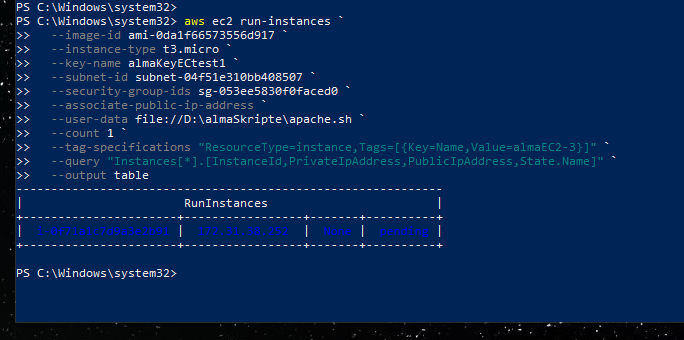 PS C:\Windows\system32>
PS C:\Windows\system32> aws ec2 run-instances `
>>   --image-id ami-0da1f66573556d917 `
>>   --instance-type t3.micro `
>>   --key-name almaKeyECtest1 `
>>   --subnet-id subnet-04f51e310bb408507 `
>>   --security-group-ids sg-053ee5830f0faced0 `
>>   --associate-public-ip-address `
>>   --user-data file://D:\almaSkripte\apache.sh `
>>   --count 1 `
>>   --tag-specifications "ResourceType=instance,Tags=[{Key=Name,Value=almaEC2-3}]" `
>>   --query "Instances[*].[InstanceId,PrivateIpAddress,PublicIpAddress,State.Name]" `
>>   --output table
-------------------------------------------------------------
|                       RunInstances                        |
+----------------------+----------------+-------+----------+
| | | None | pending |
+----------------------+----------------+-------+----------+
PS C:\Windows\system32>